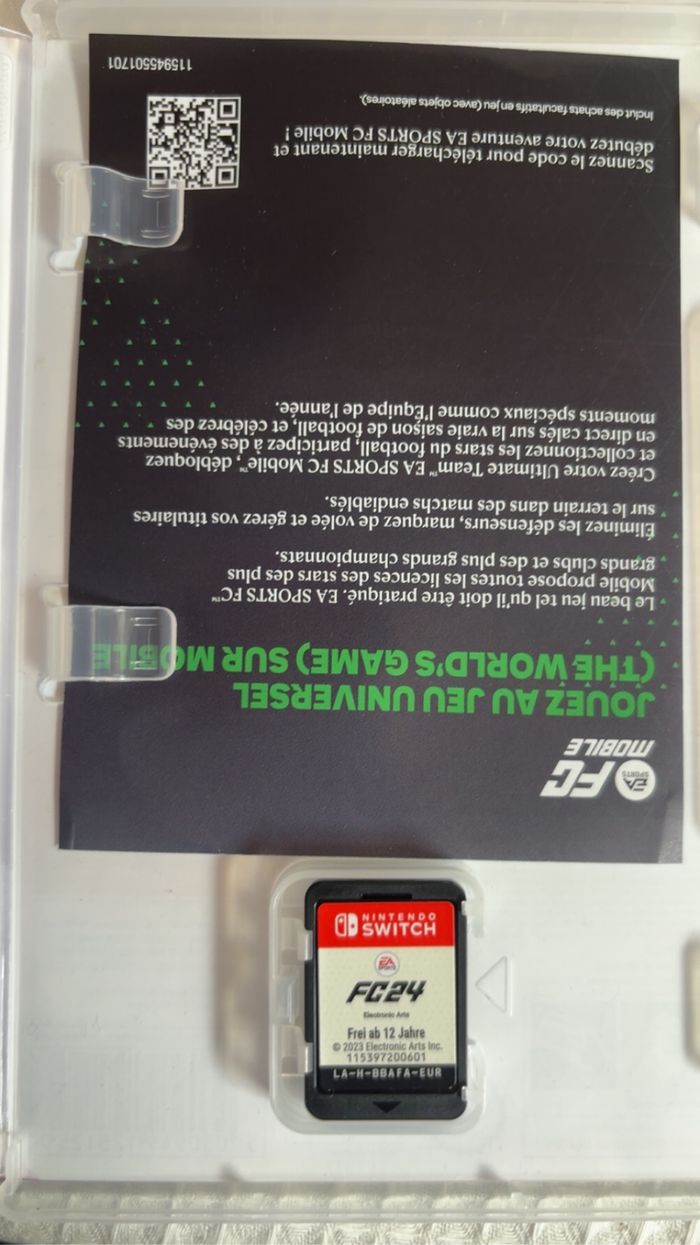 EA SPORTS
FC
MOBILE
JOUEZ AU JEU UNIVERSEL
(THE WORLD'S GAME) SUR MOBILE
Le beau jeu tel qu'il doit être pratiqué. EA SPORTS FC™
Mobile propose toutes les licences des stars des plus
grands clubs et des plus grands championnats.
Éliminez les défenseurs, marquez de volée et gérez vos titulaires
sur le terrain dans des matchs endiablés.
Créez votre Ultimate Team™ EA SPORTS FC Mobile™, débloquez
et collectionnez les stars du football, participez à des événements
en direct calés sur la vraie saison de football, et célébrez des
moments spéciaux comme l'Équipe de l'année.
Scannez le code pour télécharger maintenant et
débutez votre aventure EA SPORTS FC Mobile !
Inclut des achats facultatifs en jeu (avec objets aléatoires).
115945501701
NINTENDO
SWITCH
EA SPORTS
FC24
Electronic Arts
Frei ab 12 Jahre
© 2023 Electronic Arts Inc.
115397200601
LA-H-BBAFA-EUR